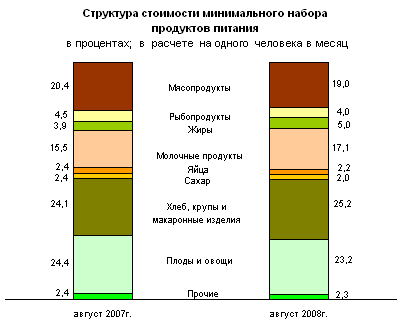 Структура стоимости минимального набора
продуктов питания
в процентах; в расчете на одного человека в месяц
20,4 Мясопродукты 19,0
4,5 Рыбопродукты 4,0
3,9 Жиры 5,0
15,5 Молочные продукты 17,1
2,4 Яйца 2,2
2,4 Сахар 2,0
24,1 Хлеб, крупы и 25,2
макаронные изделия
24,4 Плоды и овощи 23,2
2,4 Прочие 2,3
август 2007г. август 2008г.